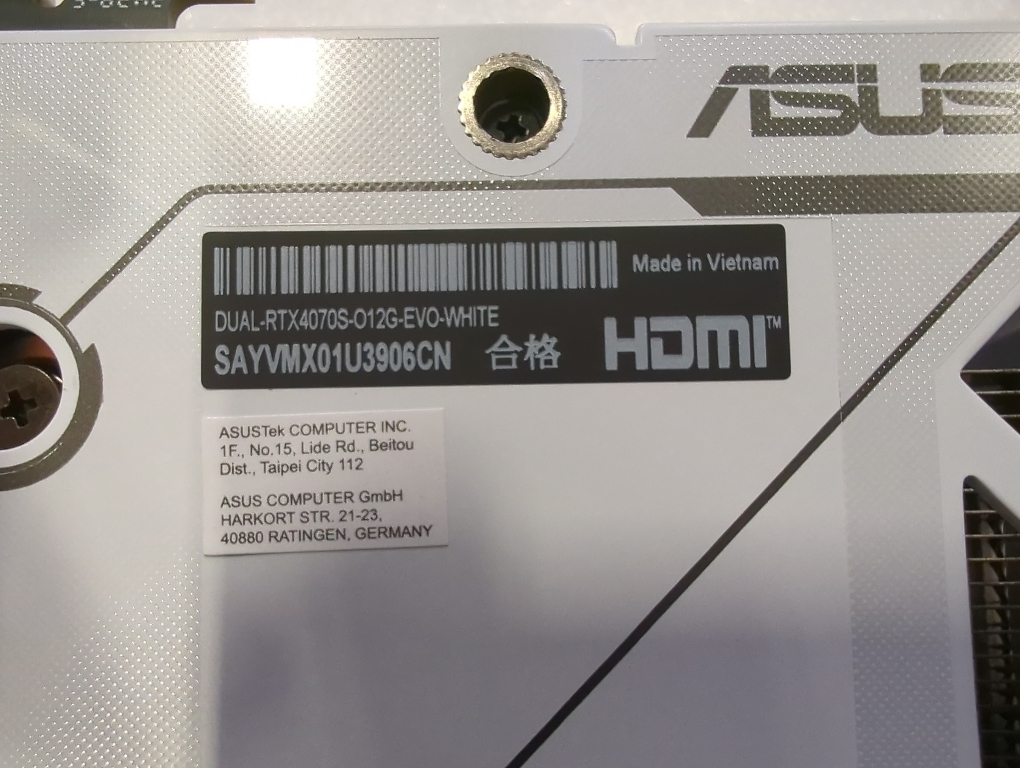 ASUS
Made in Vietnam
DUAL-RTX4070S-O12G-EVO-WHITE
SAYVMX01U3906CN 合格 HDMI™
ASUSTek COMPUTER INC.
1F., No.15, Lide Rd., Beitou
Dist., Taipei City 112
ASUS COMPUTER GmbH
HARKORT STR. 21-23,
40880 RATINGEN, GERMANY